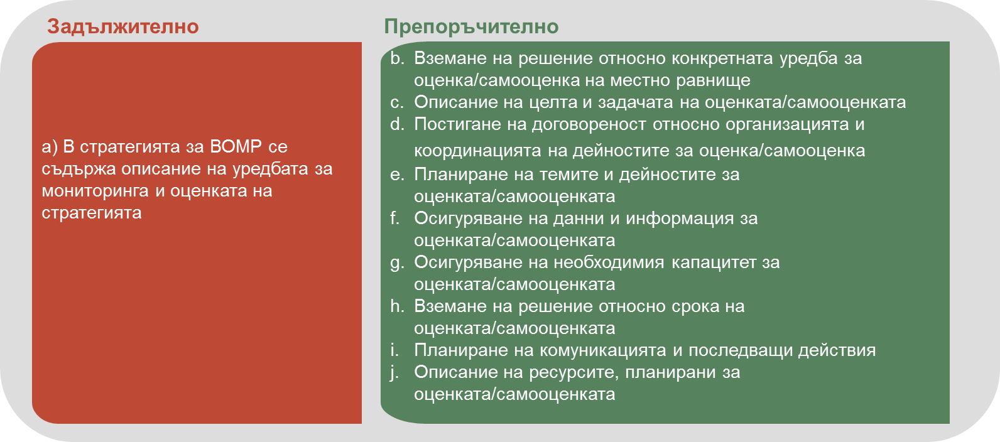 Задължително
а) В стратегията за ВОМР се
съдържа описание на уредбата за
мониторинга и оценката на
стратегията
Препоръчително
b. Вземане на решение относно конкретната уредба за
оценка/самооценка на местно равнище
c. Описание на целта и задачата на оценката/самооценката
d. Постигане на договореност относно организацията и
координацията на дейностите за оценка/самооценка
e. Планиране на темите и дейностите за
оценката/самооценката
f. Осигуряване на данни и информация за
оценката/самооценката
g. Осигуряване на необходимия капацитет за
оценката/самооценката
h. Вземане на решение относно срока на
оценката/самооценката
i. Планиране на комуникацията и последващи действия
j. Описание на ресурсите, планирани за
оценката/самооценката